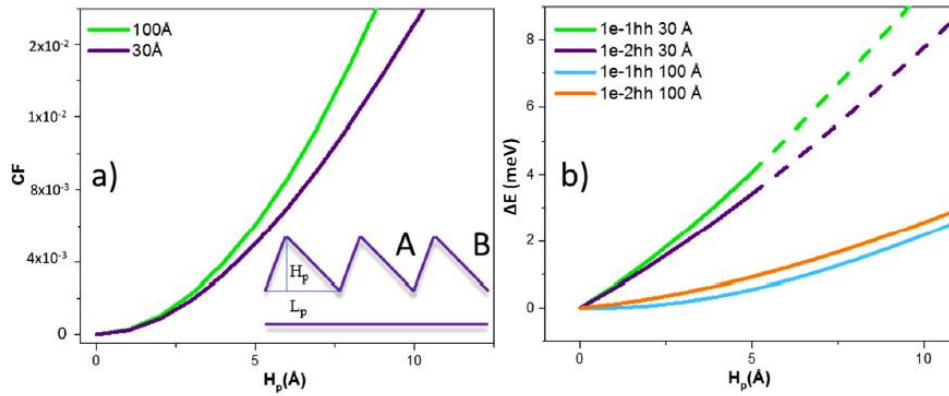 100Å
30Å
2x10⁻²
1x10⁻²
8x10⁻³
4x10⁻³
0
CF
a)
A
B
Hₚ
Lₚ
0
5
10
Hₚ(Å)
1e-1hh 30 Å
1e-2hh 30 Å
1e-1hh 100 Å
1e-2hh 100 Å
8
6
4
2
0
ΔE (meV)
b)
0
5
10
Hₚ(Å)